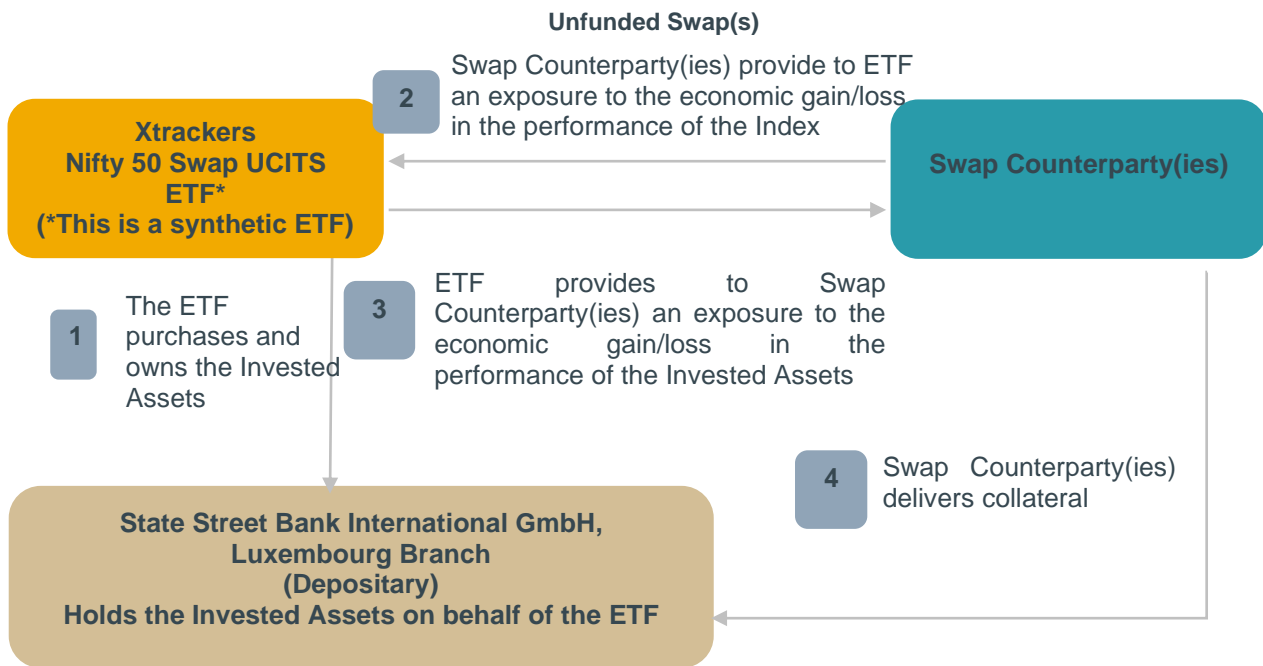 Unfunded Swap(s)
2
Swap Counterparty(ies) provide to ETF
an exposure to the economic gain/loss
in the performance of the Index
Xtrackers
Nifty 50 Swap UCITS
ETF*
(*This is a synthetic ETF)
Swap Counterparty(ies)
1
The ETF
purchases and
owns the Invested
Assets
3
ETF provides to Swap
Counterparty(ies) an exposure to the
economic gain/loss in the
performance of the Invested Assets
4
Swap Counterparty(ies)
delivers collateral
State Street Bank International GmbH,
Luxembourg Branch
(Depositary)
Holds the Invested Assets on behalf of the ETF